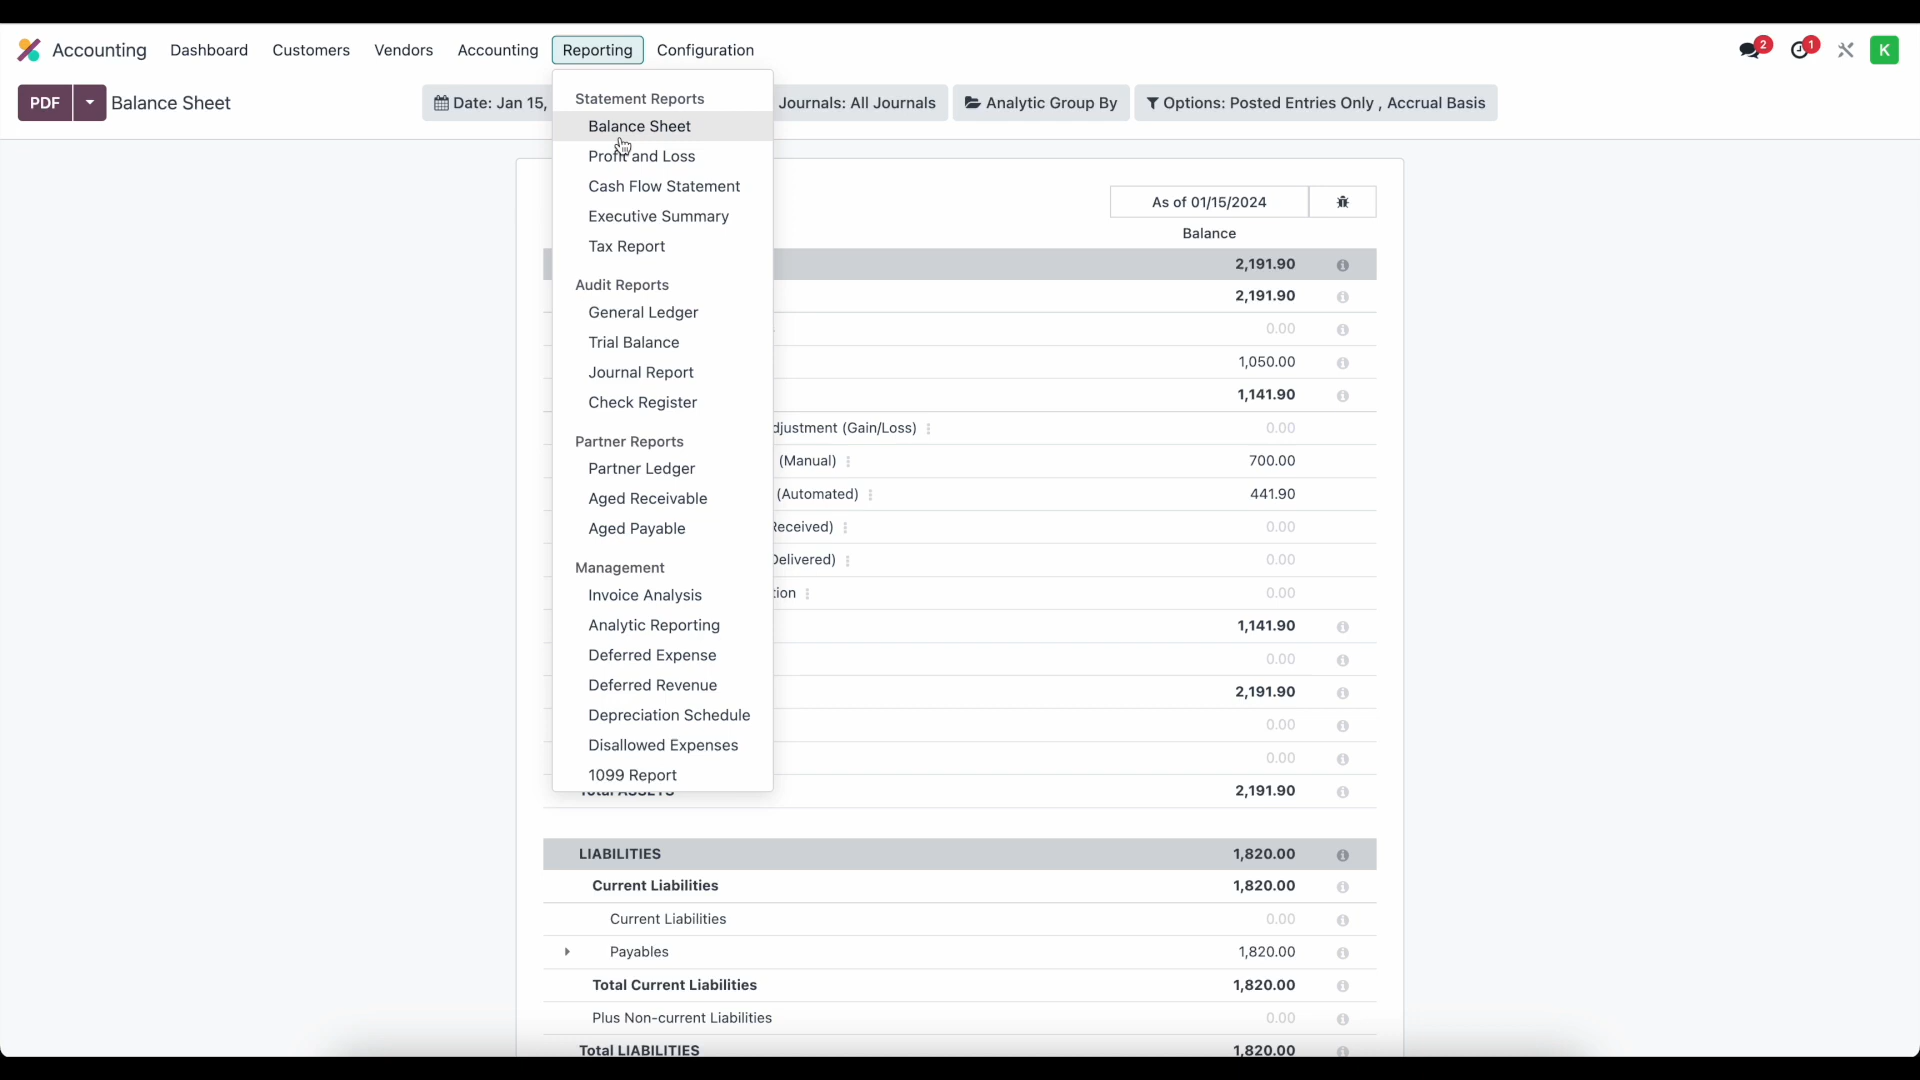 Accounting Dashboard Customers Vendors Accounting Reporting Configuration 2 1 K
PDF Balance Sheet Date: Jan 15, Journals: All Journals Analytic Group By Options: Posted Entries Only , Accrual Basis
Statement Reports
Balance Sheet
Profit and Loss
Cash Flow Statement
Executive Summary
Tax Report
Audit Reports
General Ledger
Trial Balance
Journal Report
Check Register
Partner Reports
Partner Ledger
Aged Receivable
Aged Payable
Management
Invoice Analysis
Analytic Reporting
Deferred Expense
Deferred Revenue
Depreciation Schedule
Disallowed Expenses
1099 Report
As of 01/15/2024
Balance
2,191.90
2,191.90
0.00
1,050.00
1,141.90
djustment (Gain/Loss) 0.00
(Manual) 700.00
(Automated) 441.90
Received) 0.00
Delivered) 0.00
tion 0.00
1,141.90
0.00
2,191.90
0.00
0.00
Total ASSETS 2,191.90
LIABILITIES 1,820.00
Current Liabilities 1,820.00
Current Liabilities 0.00
Payables 1,820.00
Total Current Liabilities 1,820.00
Plus Non-current Liabilities 0.00
Total LIABILITIES 1,820.00